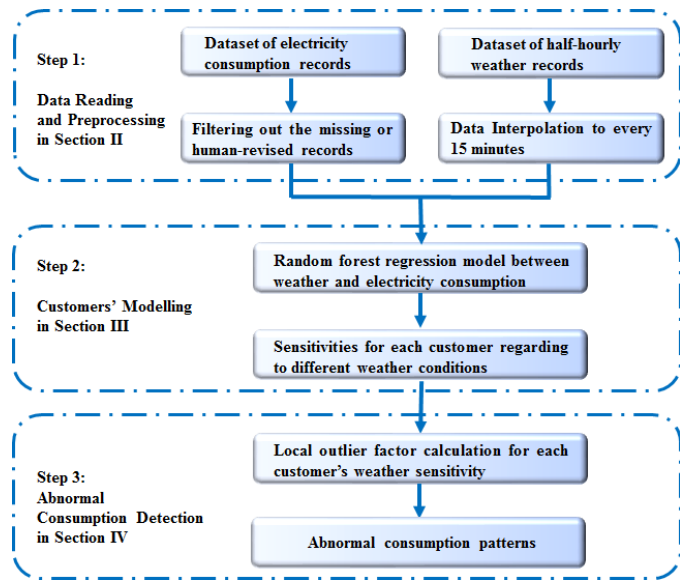 Step 1:
Data Reading
and Preprocessing
in Section II
Dataset of electricity
consumption records
Dataset of half-hourly
weather records
Filtering out the missing or
human-revised records
Data Interpolation to every
15 minutes
Step 2:
Customers' Modelling
in Section III
Random forest regression model between
weather and electricity consumption
Sensitivities for each customer regarding
to different weather conditions
Step 3:
Abnormal
Consumption Detection
in Section IV
Local outlier factor calculation for each
customer's weather sensitivity
Abnormal consumption patterns